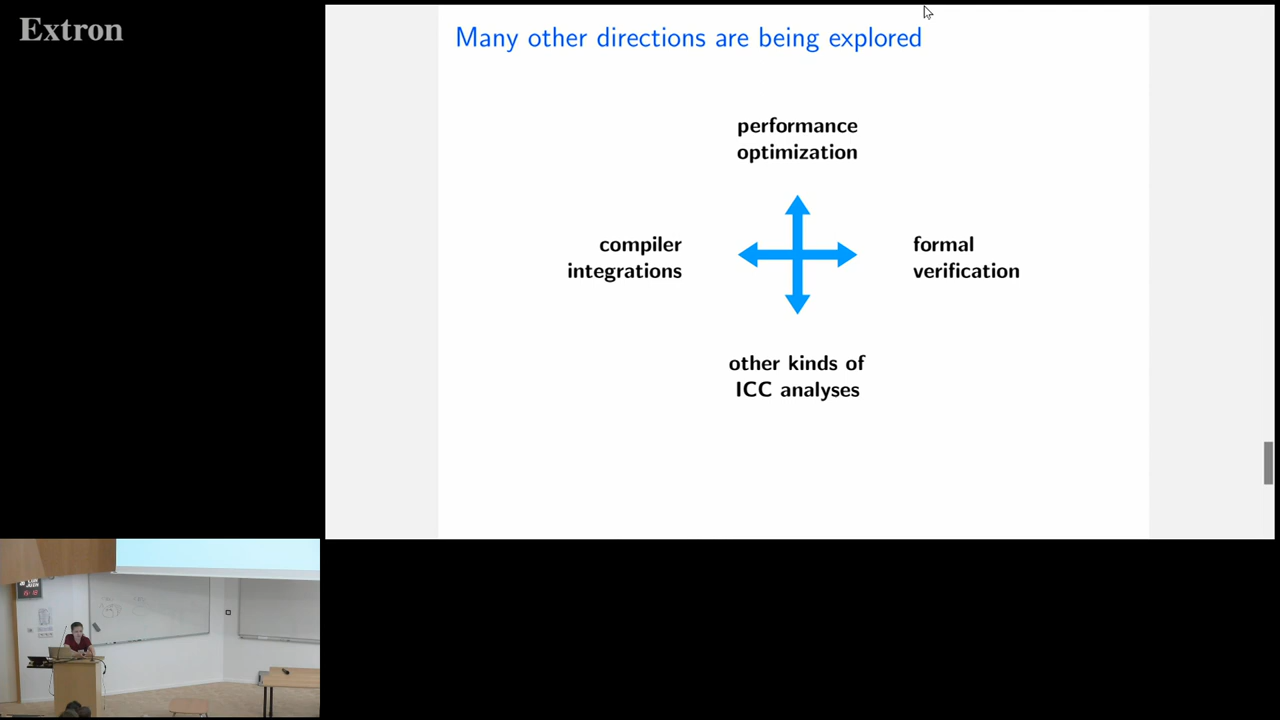 Extron
Many other directions are being explored
performance
optimization
compiler
integrations
formal
verification
other kinds of
ICC analyses